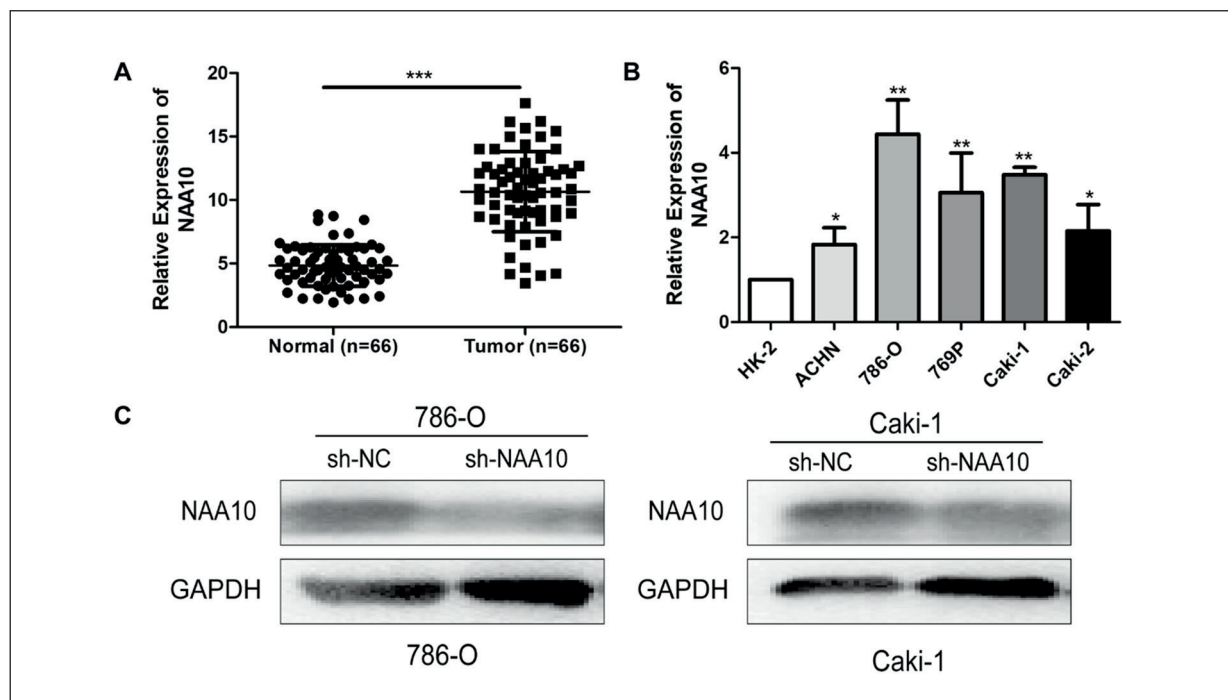 A
Relative Expression of
NAA10
20
15
10
5
0
***
Normal (n=66)
Tumor (n=66)
B
Relative Expression of
NAA10
6
4
2
0
*
**
**
**
*
HK-2
ACHN
786-O
769P
Caki-1
Caki-2
C
786-O
sh-NC sh-NAA10
NAA10
GAPDH
786-O
Caki-1
sh-NC sh-NAA10
NAA10
GAPDH
Caki-1